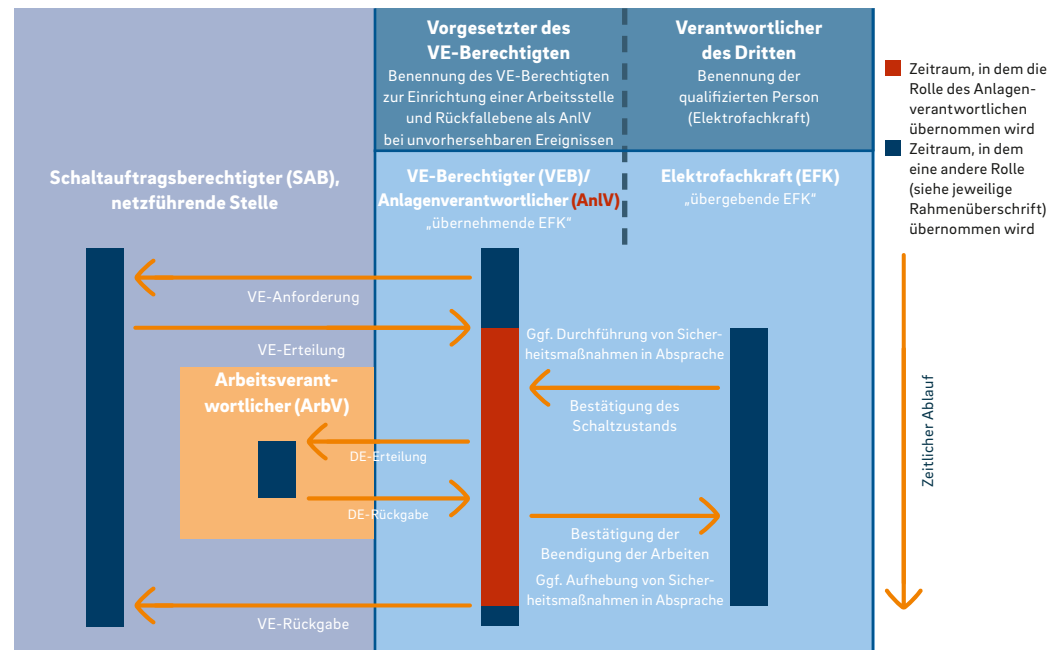 Vorgesetzter des
VE-Berechtigten
Benennung des VE-Berechtigten
zur Einrichtung einer Arbeitsstelle
und Rückfallebene als AnlV
bei unvorhersehbaren Ereignissen
Verantwortlicher
des Dritten
Benennung der
qualifizierten Person
(Elektrofachkraft)
Zeitraum, in dem die
Rolle des Anlagen-
verantwortlichen
übernommen wird
Zeitraum, in dem
eine andere Rolle
(siehe jeweilige
Rahmenüberschrift)
übernommen wird
Schaltauftragsberechtigter (SAB),
netzführende Stelle
VE-Berechtigter (VEB)/
Anlagenverantwortlicher (AnlV)
„übernehmende EFK“
Elektrofachkraft (EFK)
„übergebende EFK“
VE-Anforderung
VE-Erteilung
Ggf. Durchführung von Sicher-
heitsmaßnahmen in Absprache
Arbeitsverant-
wortlicher (ArbV)
Bestätigung des
Schaltzustands
DE-Erteilung
DE-Rückgabe
Bestätigung der
Beendigung der Arbeiten
Ggf. Aufhebung von Sicher-
heitsmaßnahmen in Absprache
VE-Rückgabe
Zeitlicher Ablauf